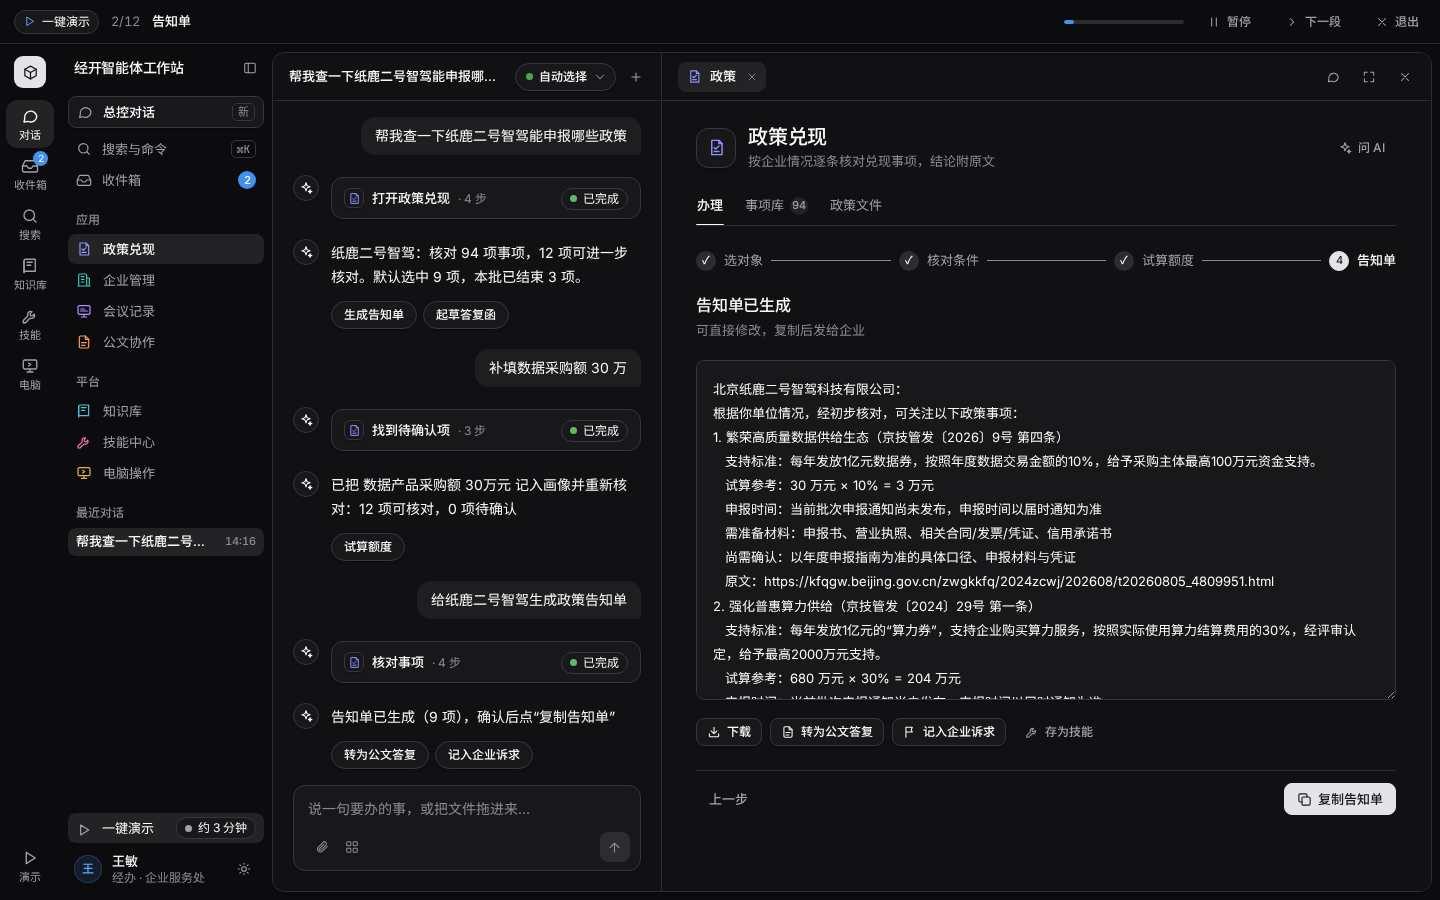 一键演示
2/12
告知单
暂停
下一段
退出
对话
2
收件箱
搜索
知识库
技能
电脑
演示
经开智能体工作站
总控对话
新
搜索与命令
⌘K
收件箱
2
应用
政策兑现
企业管理
会议记录
公文协作
平台
知识库
技能中心
电脑操作
最近对话
帮我查一下纸鹿二号...
14:16
一键演示
约 3 分钟
王
王敏
经办 · 企业服务处
帮我查一下纸鹿二号智驾能申报哪...
自动选择
帮我查一下纸鹿二号智驾能申报哪些政策
打开政策兑现 · 4 步
已完成
纸鹿二号智驾：核对 94 项事项，12 项可进一步
核对。默认选中 9 项，本批已结束 3 项。
生成告知单
起草答复函
补填数据采购额 30 万
找到待确认项 · 3 步
已完成
已把 数据产品采购额 30万元 记入画像并重新核
对：12 项可核对，0 项待确认
试算额度
给纸鹿二号智驾生成政策告知单
核对事项 · 4 步
已完成
告知单已生成（9 项），确认后点“复制告知单”
转为公文答复
记入企业诉求
说一句要办的事，或把文件拖进来...
政策
政策兑现
按企业情况逐条核对兑现事项，结论附原文
问 AI
办理
事项库 94
政策文件
✓ 选对象
✓ 核对条件
✓ 试算额度
4 告知单
告知单已生成
可直接修改，复制后发给企业
北京纸鹿二号智驾科技有限公司：
根据你单位情况，经初步核对，可关注以下政策事项：
1. 繁荣高质量数据供给生态（京技管发〔2026〕9号 第四条）
支持标准：每年发放1亿元数据券，按照年度数据交易金额的10%，给予采购主体最高100万元资金支持。
试算参考：30 万元 × 10% = 3 万元
申报时间：当前批次申报通知尚未发布，申报时间以届时通知为准
需准备材料：申报书、营业执照、相关合同/发票/凭证、信用承诺书
尚需确认：以年度申报指南为准的具体口径、申报材料与凭证
原文：https://kfqgw.beijing.gov.cn/zwgkkfq/2024zcwj/202608/t20260805_4809951.html
2. 强化普惠算力供给（京技管发〔2024〕29号 第一条）
支持标准：每年发放1亿元的“算力券”，支持企业购买算力服务，按照实际使用算力结算费用的30%，经评审认
定，给予最高2000万元支持。
试算参考：680 万元 × 30% = 204 万元
申报时间：当前批次申报通知尚未发布，申报时间以届时通知为准
下载
转为公文答复
记入企业诉求
存为技能
上一步
复制告知单